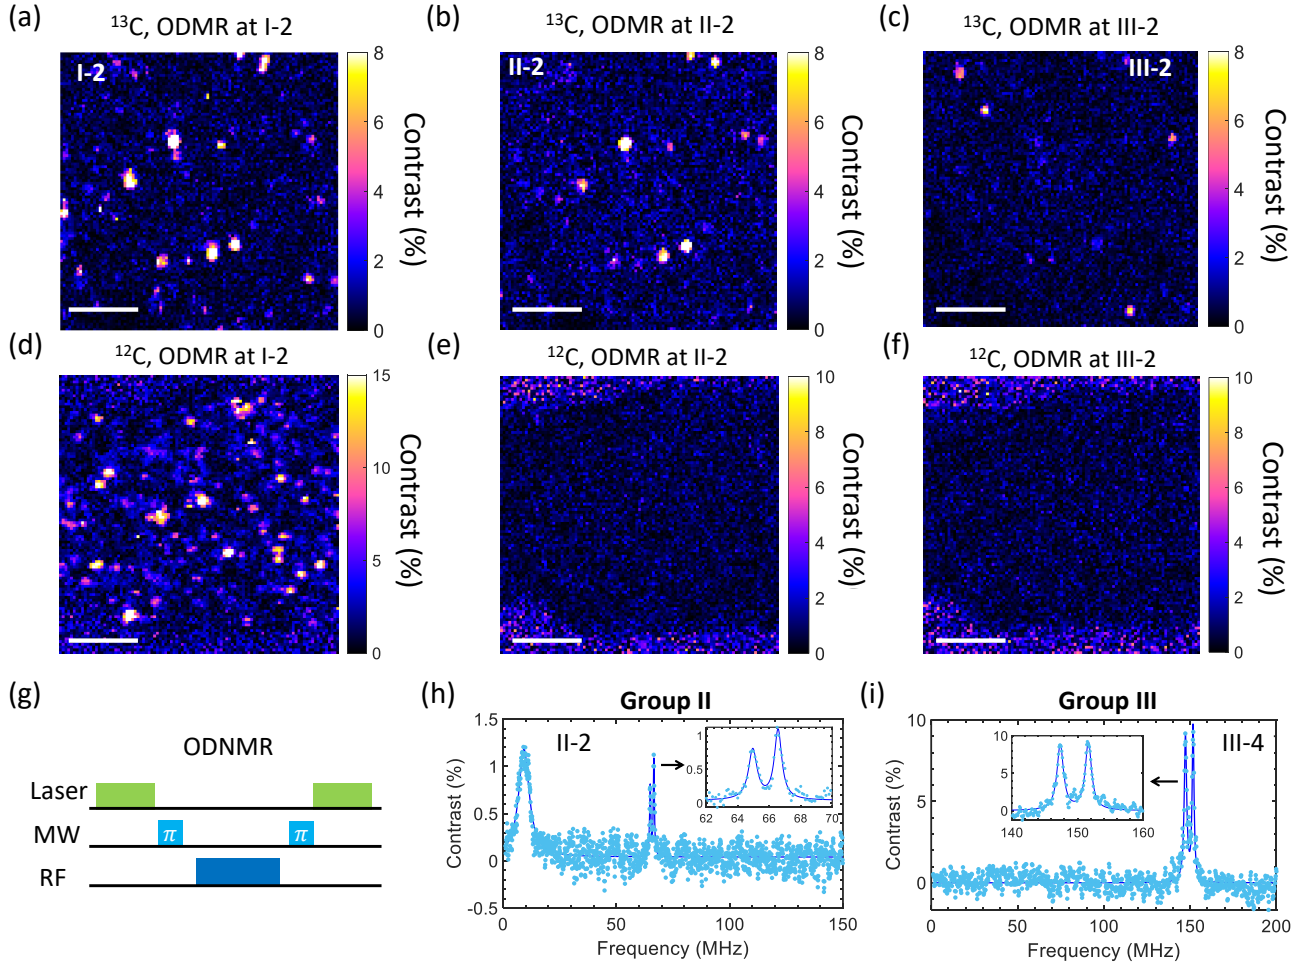 (a)
¹³C, ODMR at I-2
I-2
8
6
4
2
0
Contrast (%)
(b)
¹³C, ODMR at II-2
II-2
8
6
4
2
0
Contrast (%)
(c)
¹³C, ODMR at III-2
III-2
8
6
4
2
0
Contrast (%)
(d)
¹²C, ODMR at I-2
15
10
5
0
Contrast (%)
(e)
¹²C, ODMR at II-2
10
8
6
4
2
0
Contrast (%)
(f)
¹²C, ODMR at III-2
10
8
6
4
2
0
Contrast (%)
(g)
ODNMR
Laser
MW
π
π
RF
(h)
Group II
II-2
1.5
1
0.5
0
-0.5
Contrast (%)
0
50
100
150
Frequency (MHz)
1
0.5
0
62
64
66
68
70
(i)
Group III
III-4
10
5
0
Contrast (%)
0
50
100
150
200
Frequency (MHz)
10
5
0
140
150
160